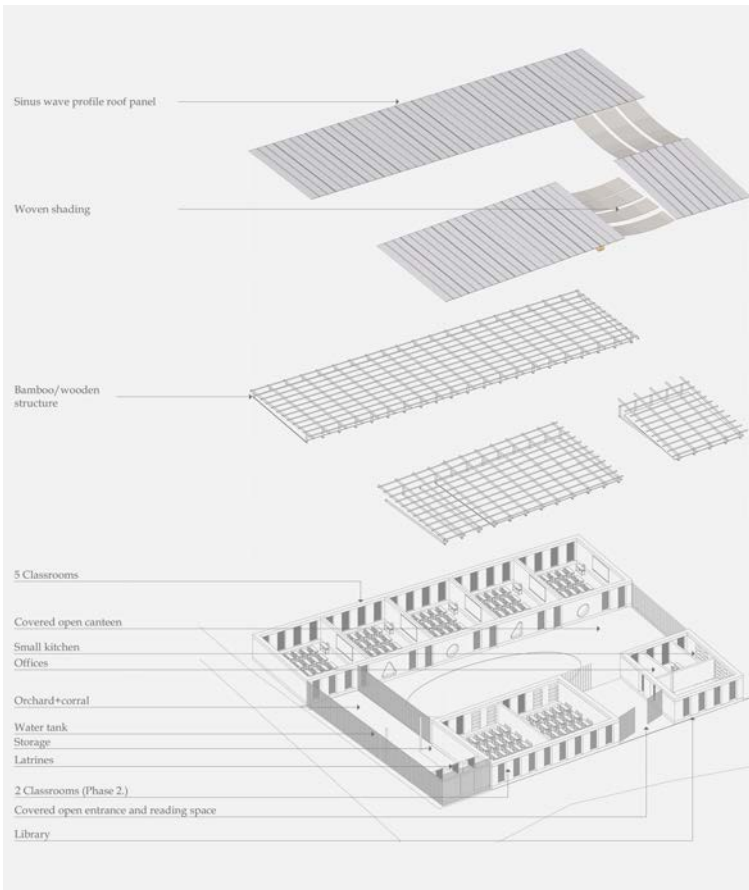 Sinus wave profile roof panel
Woven shading
Bamboo/wooden
structure
5 Classrooms
Covered open canteen
Small kitchen
Offices
Orchard+corral
Water tank
Storage
Latrines
2 Classrooms (Phase 2.)
Covered open entrance and reading space
Library